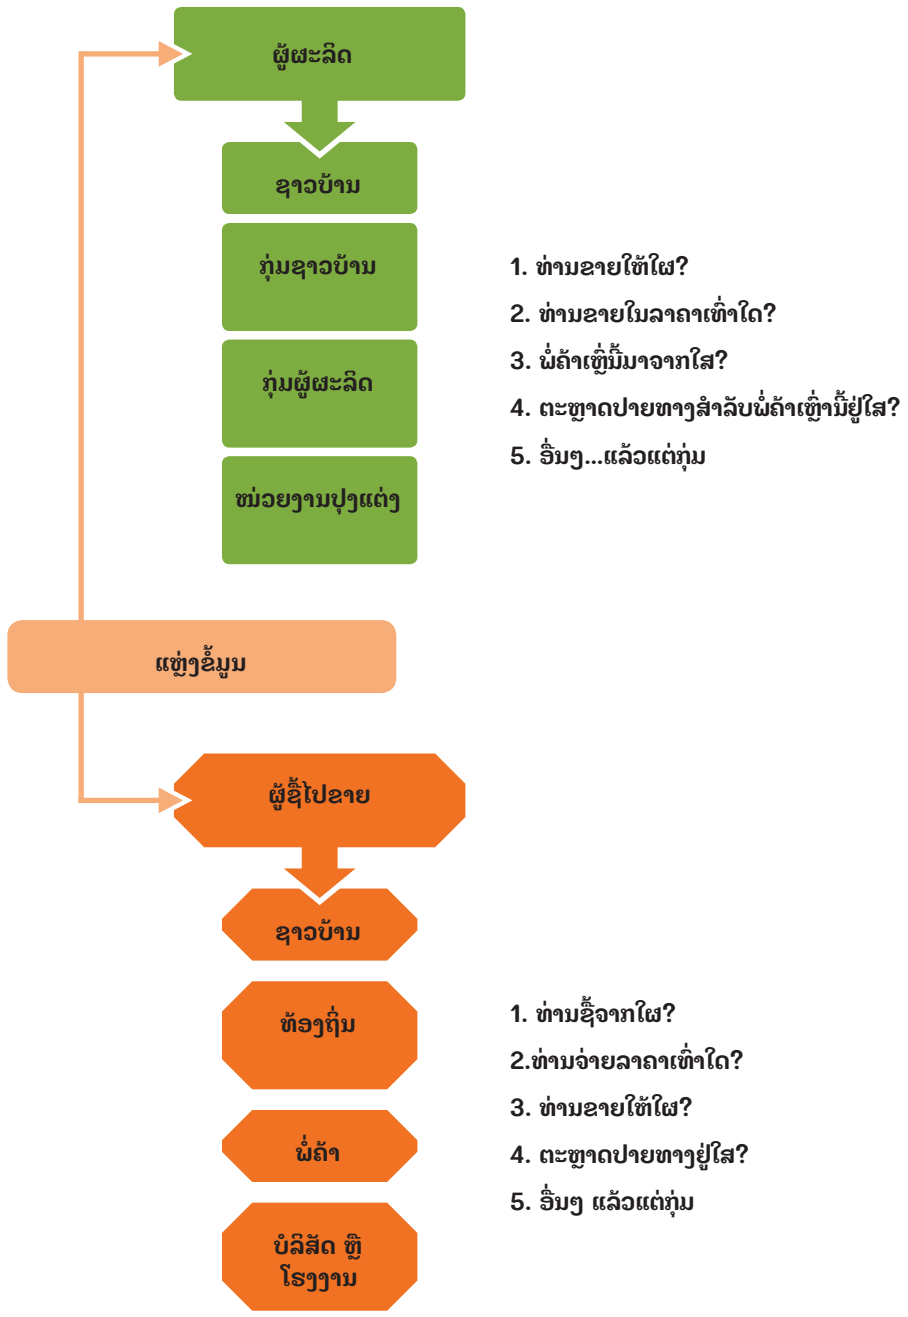 ຜູ້ຜະລິດ
ຊາວບ້ານ
ກຸ່ມຊາວບ້ານ
ກຸ່ມຜູ້ຜະລິດ
ໜ່ວຍງານປຸງແຕ່ງ
1. ທ່ານຂາຍໃຫ້ໃຜ?
2. ທ່ານຂາຍໃນລາຄາເທົ່າໃດ?
3. ພໍ່ຄ້າເຫຼົ່ນີ້ມາຈາກໃສ?
4. ຕະຫຼາດປາຍທາງສຳລັບພໍ່ຄ້າເຫຼົ່ານີ້ຢູ່ໃສ?
5. ອື່ນໆ...ແລ້ວແຕ່ກຸ່ມ
ແຫຼ່ງຂໍ້ມູນ
ຜູ້ຊື້ໄປຂາຍ
ຊາວບ້ານ
ທ້ອງຖິ່ນ
ພໍ່ຄ້າ
ບໍລິສັດ ຫຼື
ໂຮງງານ
1. ທ່ານຊື້ຈາກໃຜ?
2.ທ່ານຈ່າຍລາຄາເທົ່າໃດ?
3. ທ່ານຂາຍໃຫ້ໃຜ?
4. ຕະຫຼາດປາຍທາງຢູ່ໃສ?
5. ອື່ນໆ ແລ້ວແຕ່ກຸ່ມ